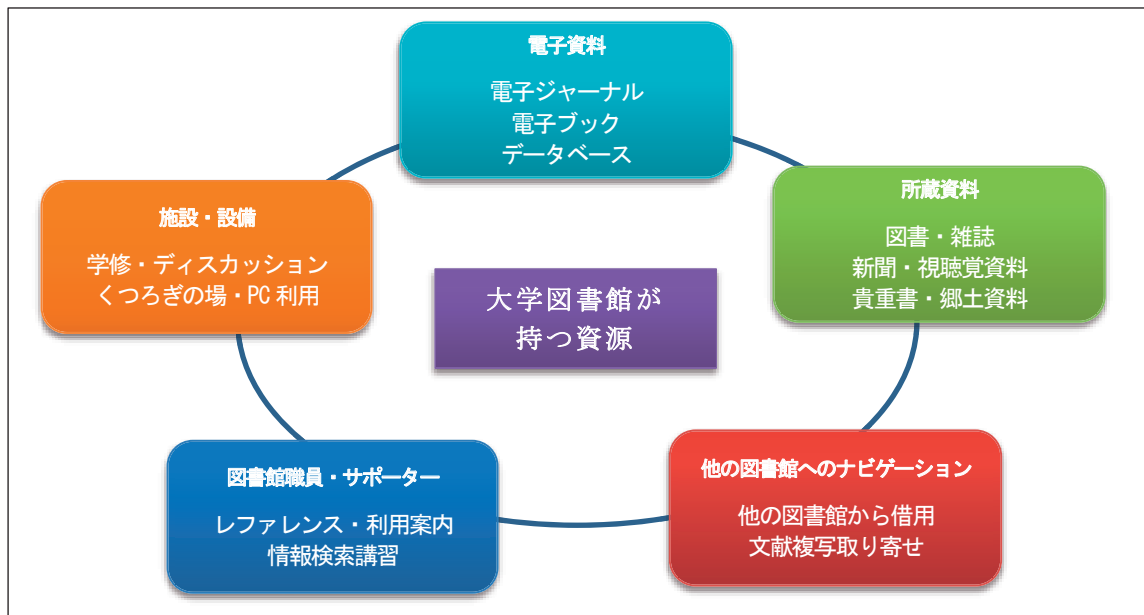 電子資料
電子ジャーナル
電子ブック
データベース
施設・設備
学修・ディスカッション
くつろぎの場・PC 利用
所蔵資料
図書・雑誌
新聞・視聴覚資料
貴重書・郷土資料
大学図書館が
持つ資源
図書館職員・サポーター
レファレンス・利用案内
情報検索講習
他の図書館へのナビゲーション
他の図書館から借用
文献複写取り寄せ